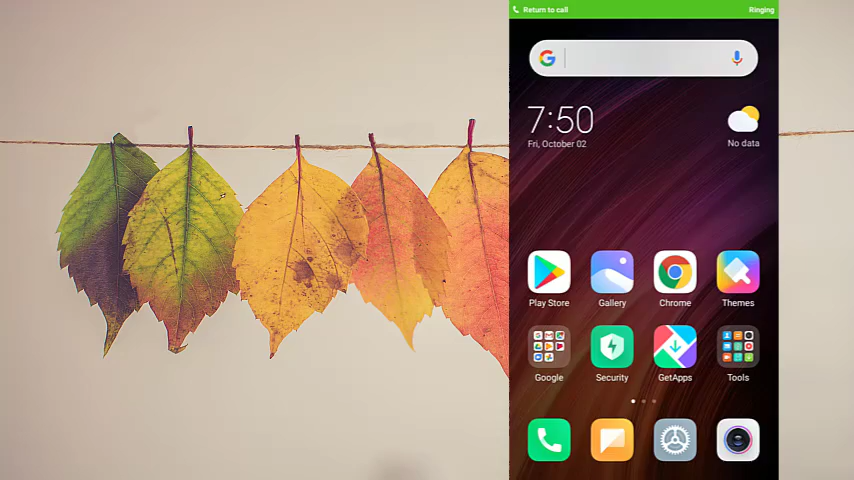 Return to call Ringing
7:50
Fri, October 02
No data
Play Store Gallery Chrome Themes
Google Security GetApps Tools